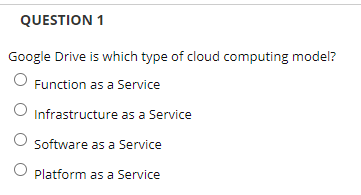 QUESTION 1
Google Drive is which type of cloud computing model?
Function as a Service
Infrastructure as a Service
Software as a Service
Platform as a Service